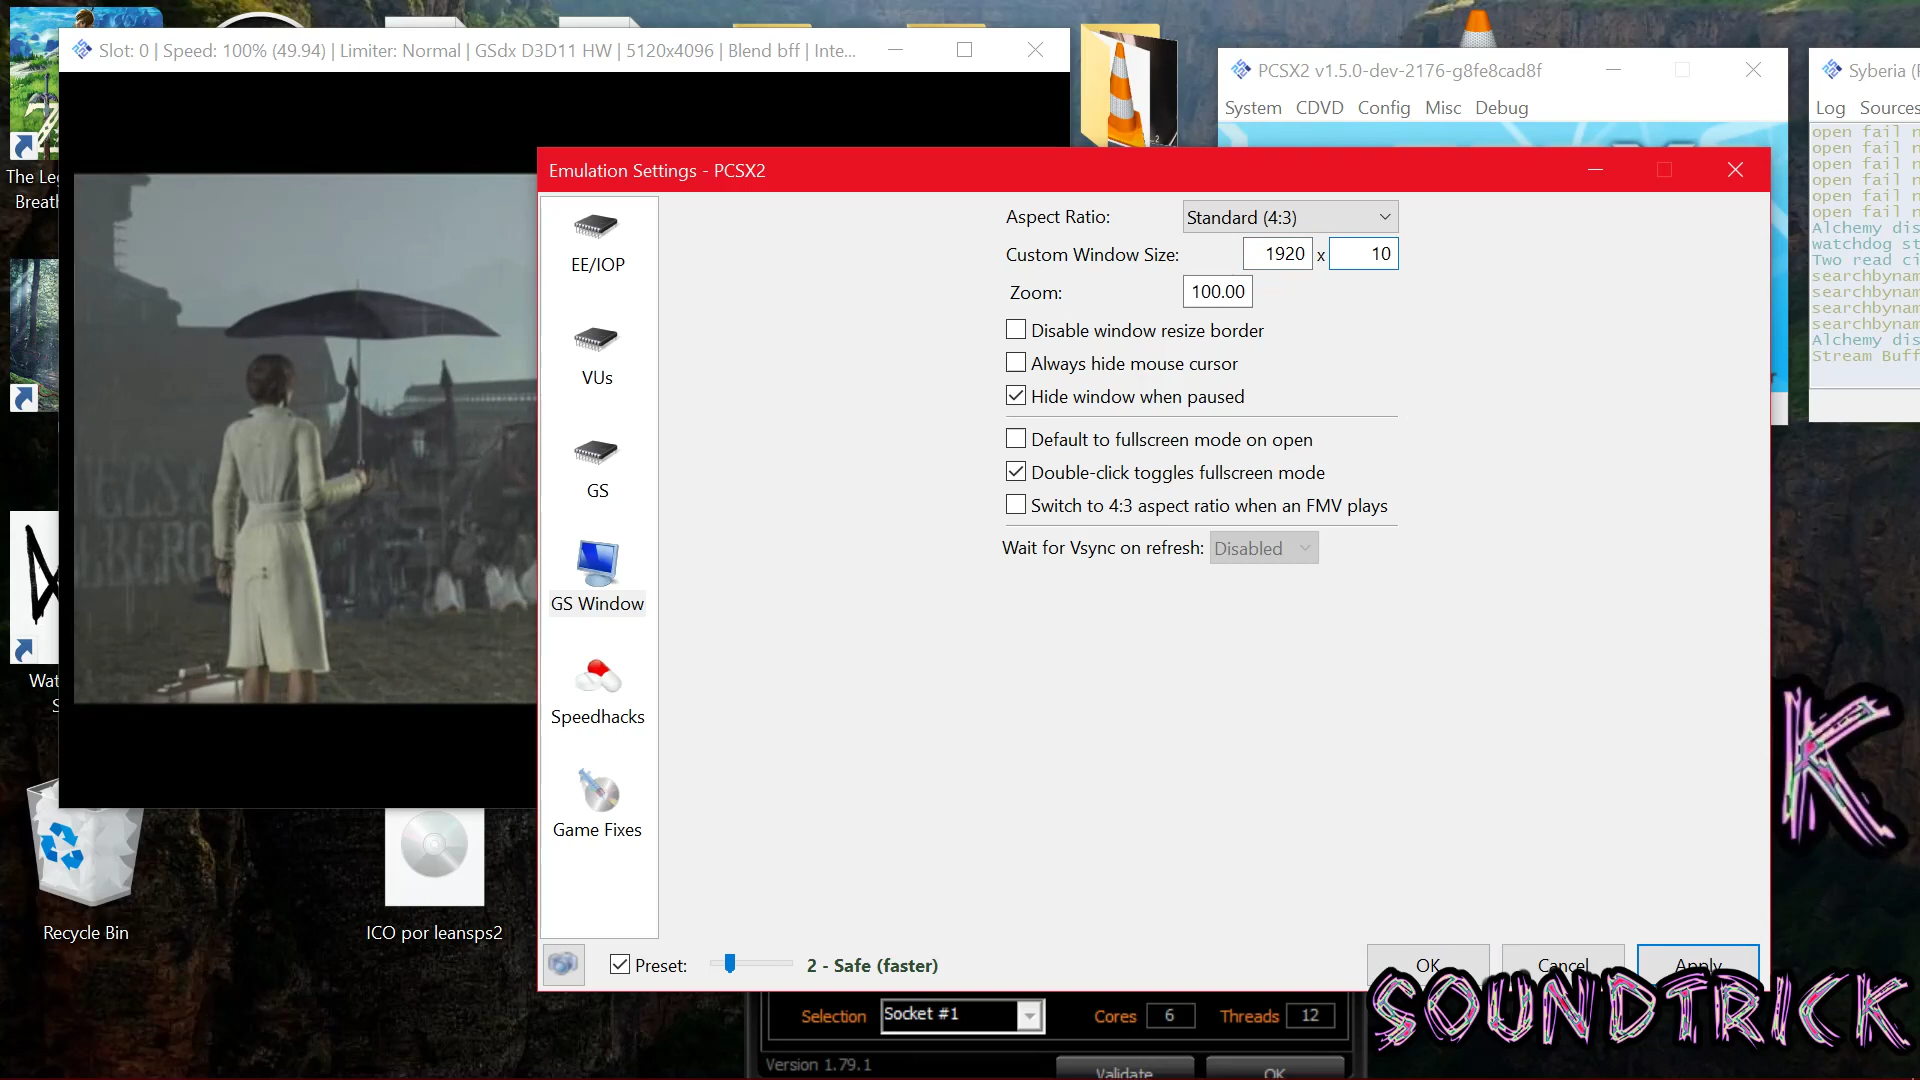 Slot: 0 | Speed: 100% (49.94) | Limiter: Normal | GSdx D3D11 HW | 5120x4096 | Blend bff | Inte...
PCSX2 v1.5.0-dev-2176-g8fe8cad8f
Syberia (
System CDVD Config Misc Debug
Log Sources
open fail n
open fail n
open fail n
open fail n
open fail n
open fail n
Alchemy dis
watchdog st
Two read ci
searchbynam
searchbynam
searchbynam
searchbynam
Alchemy dis
Stream Buff
The Le
Breath
Wat
S
Recycle Bin
ICO por leansps2
Emulation Settings - PCSX2
EE/IOP
VUs
GS
GS Window
Speedhacks
Game Fixes
Aspect Ratio: Standard (4:3)
Custom Window Size: 1920 x 10
Zoom: 100.00
Disable window resize border
Always hide mouse cursor
Hide window when paused
Default to fullscreen mode on open
Double-click toggles fullscreen mode
Switch to 4:3 aspect ratio when an FMV plays
Wait for Vsync on refresh: Disabled
Preset: 2 - Safe (faster)
OK Cancel Apply
Selection Socket #1 Cores 6 Threads 12
Version 1.79.1 Validate OK
K
SOUNDTRICK